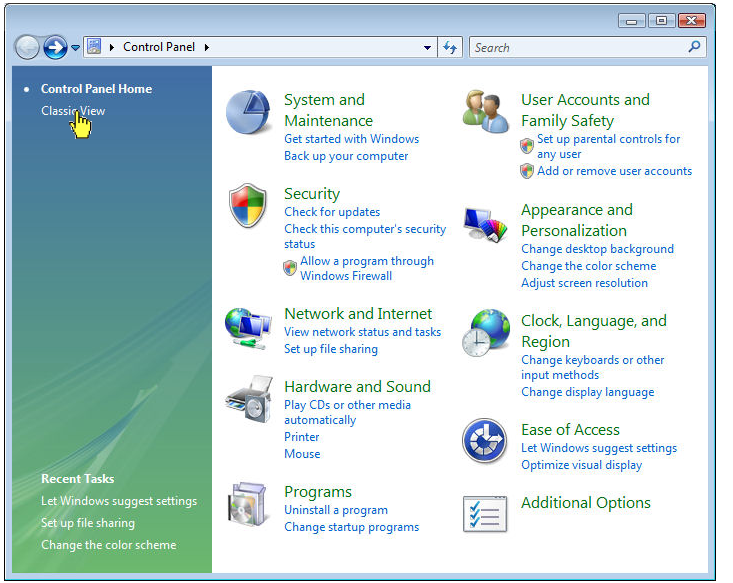 Control Panel
Search
Control Panel Home
Classic View
Recent Tasks
Let Windows suggest settings
Set up file sharing
Change the color scheme
System and
Maintenance
Get started with Windows
Back up your computer
Security
Check for updates
Check this computer's security
status
Allow a program through
Windows Firewall
Network and Internet
View network status and tasks
Set up file sharing
Hardware and Sound
Play CDs or other media
automatically
Printer
Mouse
Programs
Uninstall a program
Change startup programs
User Accounts and
Family Safety
Set up parental controls for
any user
Add or remove user accounts
Appearance and
Personalization
Change desktop background
Change the color scheme
Adjust screen resolution
Clock, Language, and
Region
Change keyboards or other
input methods
Change display language
Ease of Access
Let Windows suggest settings
Optimize visual display
Additional Options